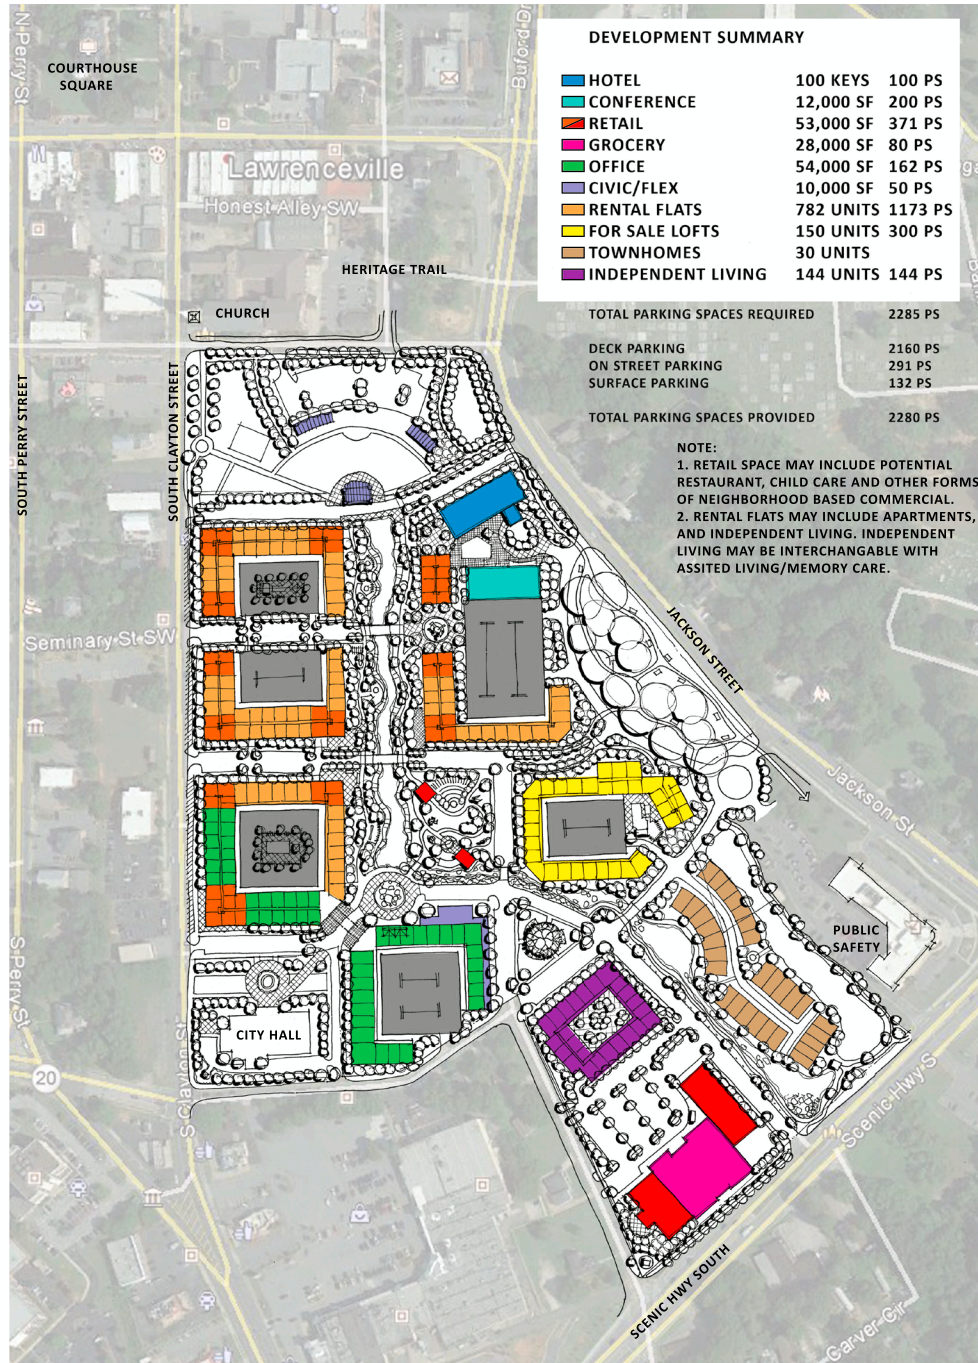 N Perry St
COURTHOUSE
SQUARE
Buford Dr
DEVELOPMENT SUMMARY
HOTEL 100 KEYS 100 PS
CONFERENCE 12,000 SF 200 PS
RETAIL 53,000 SF 371 PS
GROCERY 28,000 SF 80 PS
OFFICE 54,000 SF 162 PS
CIVIC/FLEX 10,000 SF 50 PS
RENTAL FLATS 782 UNITS 1173 PS
FOR SALE LOFTS 150 UNITS 300 PS
TOWNHOMES 30 UNITS
INDEPENDENT LIVING 144 UNITS 144 PS
TOTAL PARKING SPACES REQUIRED 2285 PS
DECK PARKING 2160 PS
ON STREET PARKING 291 PS
SURFACE PARKING 132 PS
TOTAL PARKING SPACES PROVIDED 2280 PS
NOTE:
1. RETAIL SPACE MAY INCLUDE POTENTIAL
RESTAURANT, CHILD CARE AND OTHER FORMS
OF NEIGHBORHOOD BASED COMMERCIAL.
2. RENTAL FLATS MAY INCLUDE APARTMENTS,
AND INDEPENDENT LIVING. INDEPENDENT
LIVING MAY BE INTERCHANGABLE WITH
ASSITED LIVING/MEMORY CARE.
Lawrenceville
Honest Alley SW
HERITAGE TRAIL
CHURCH
SOUTH PERRY STREET
SOUTH CLAYTON STREET
Seminary St SW
JACKSON STREET
Jackson St
PUBLIC
SAFETY
S Perry St
CITY HALL
20
S Clayton St
Scenic Hwy S
SCENIC HWY SOUTH
Carver Cir